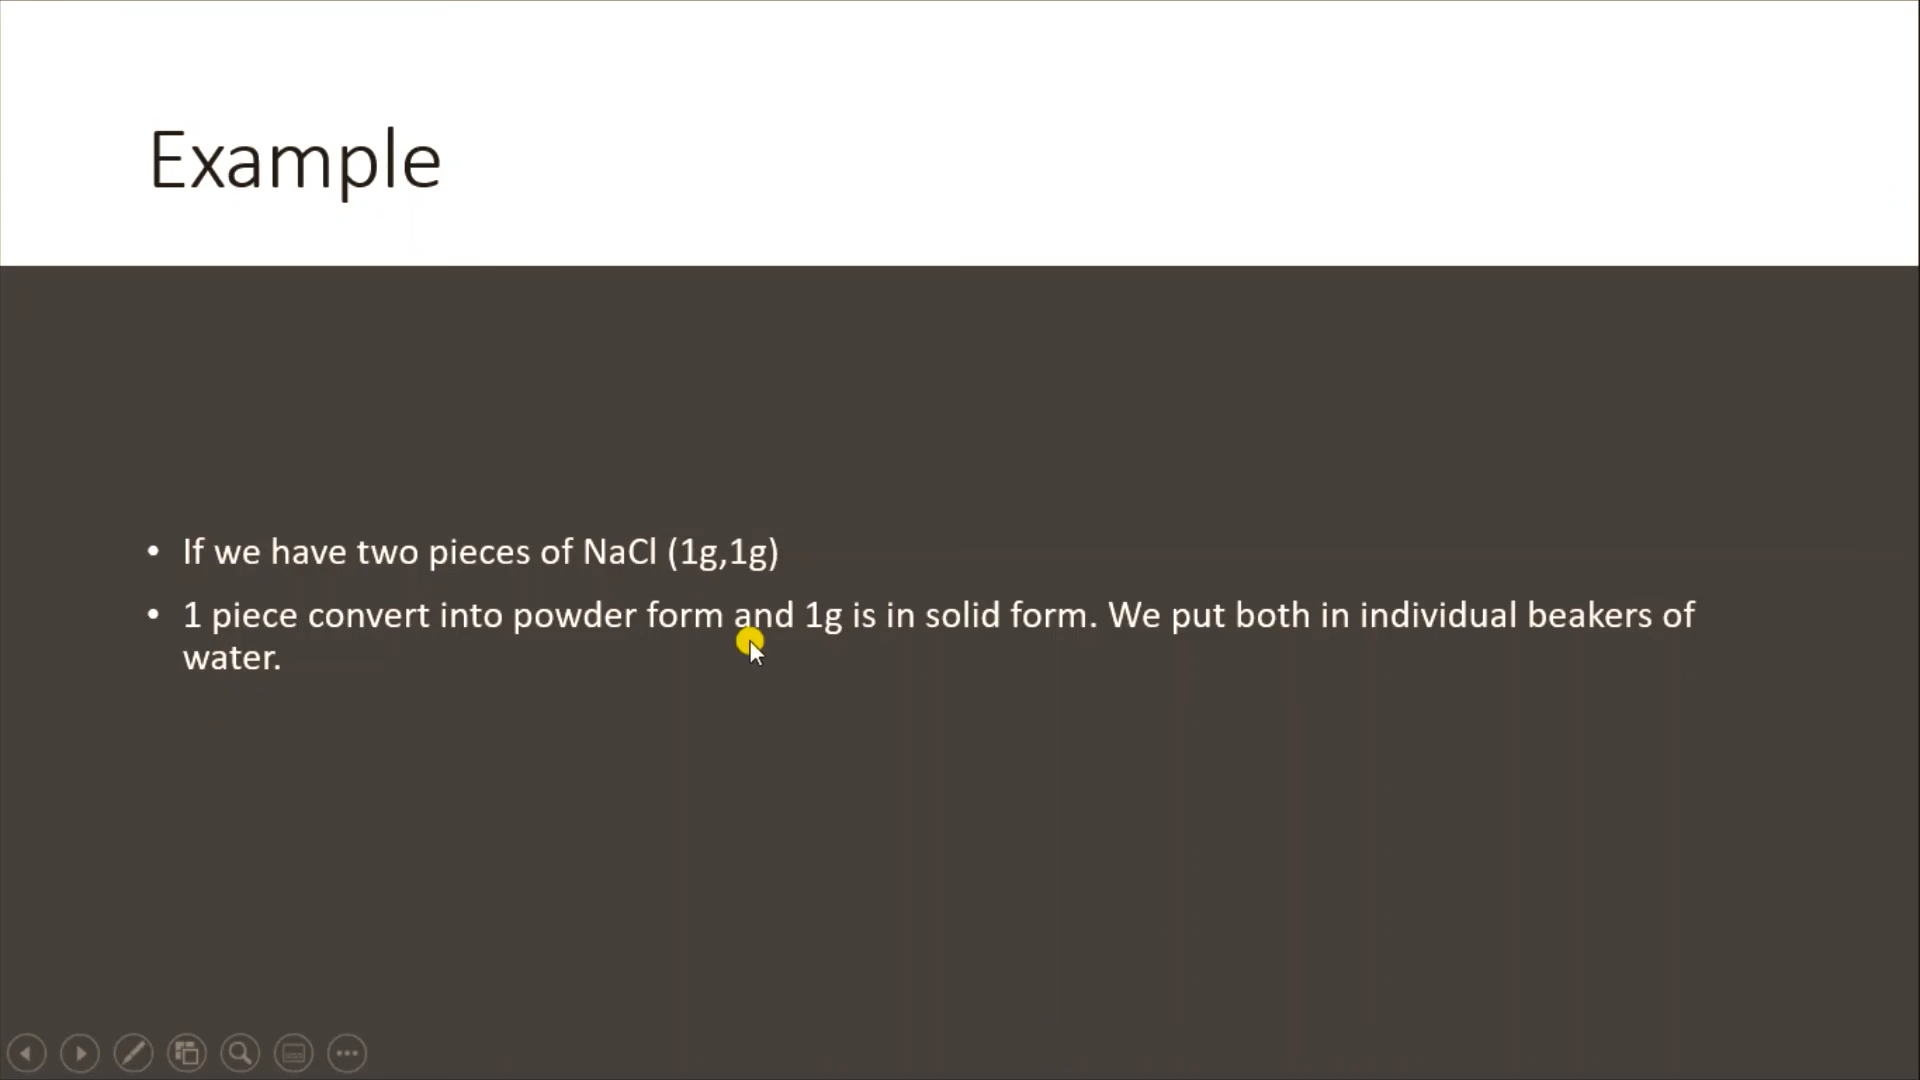 Example
• If we have two pieces of NaCl (1g,1g)
• 1 piece convert into powder form and 1g is in solid form. We put both in individual beakers of
water.